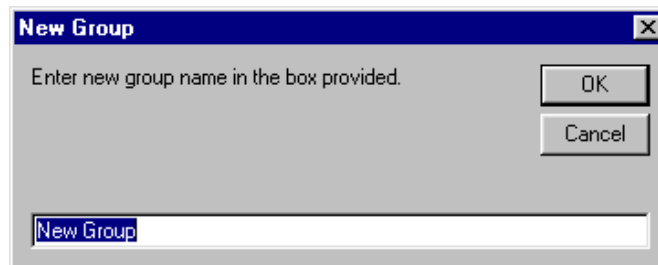 New Group
Enter new group name in the box provided.
OK
Cancel
New Group